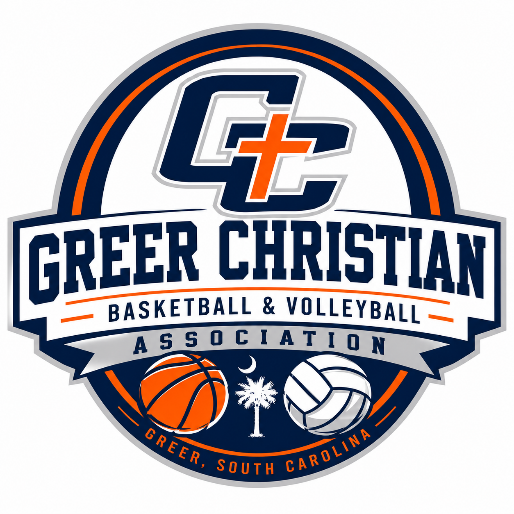 GC
GREER CHRISTIAN
BASKETBALL & VOLLEYBALL
ASSOCIATION
GREER, SOUTH CAROLINA